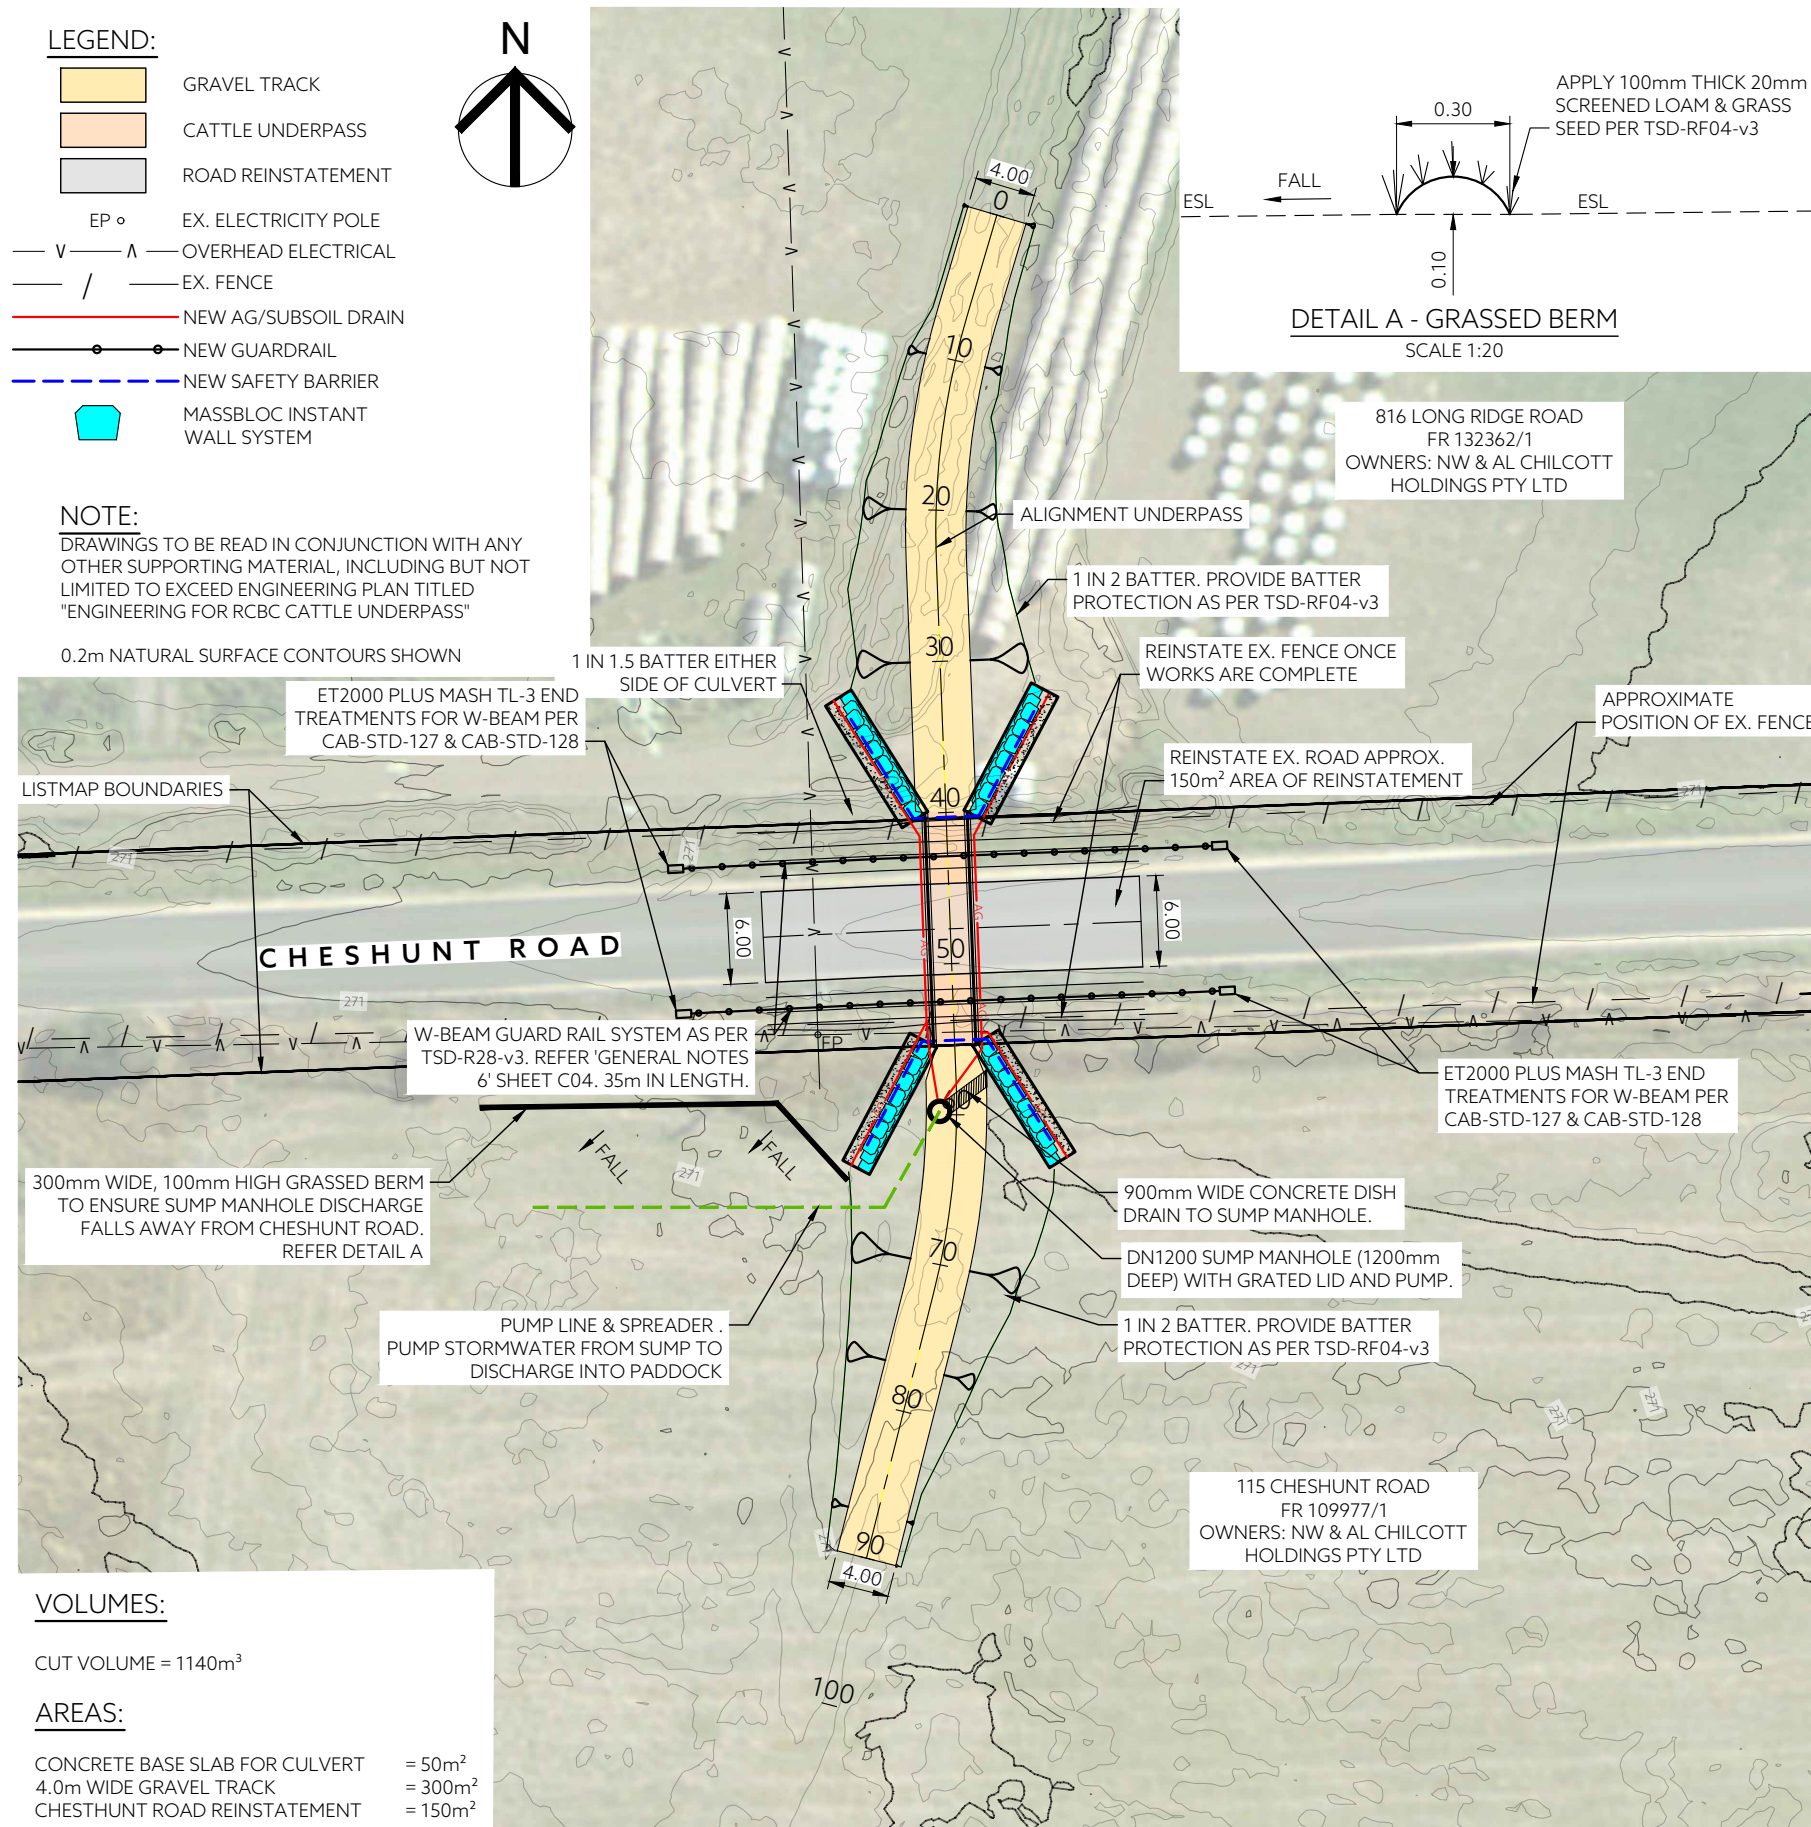 LEGEND:
GRAVEL TRACK
CATTLE UNDERPASS
ROAD REINSTATEMENT
EP
EX. ELECTRICITY POLE
OVERHEAD ELECTRICAL
EX. FENCE
NEW AG/SUBSOIL DRAIN
NEW GUARDRAIL
NEW SAFETY BARRIER
MASSBLOC INSTANT
WALL SYSTEM
N
NOTE:
DRAWINGS TO BE READ IN CONJUNCTION WITH ANY
OTHER SUPPORTING MATERIAL, INCLUDING BUT NOT
LIMITED TO EXCEED ENGINEERING PLAN TITLED
"ENGINEERING FOR RCBC CATTLE UNDERPASS"
0.2m NATURAL SURFACE CONTOURS SHOWN
APPLY 100mm THICK 20mm
SCREENED LOAM & GRASS
SEED PER TSD-RF04-v3
0.30
FALL
ESL
ESL
0.10
DETAIL A - GRASSED BERM
SCALE 1:20
816 LONG RIDGE ROAD
FR 132362/1
OWNERS: NW & AL CHILCOTT
HOLDINGS PTY LTD
4.00
0
10
20
ALIGNMENT UNDERPASS
1 IN 2 BATTER. PROVIDE BATTER
PROTECTION AS PER TSD-RF04-v3
30
1 IN 1.5 BATTER EITHER
SIDE OF CULVERT
REINSTATE EX. FENCE ONCE
WORKS ARE COMPLETE
ET2000 PLUS MASH TL-3 END
TREATMENTS FOR W-BEAM PER
CAB-STD-127 & CAB-STD-128
APPROXIMATE
POSITION OF EX. FENCE
REINSTATE EX. ROAD APPROX.
150m² AREA OF REINSTATEMENT
LISTMAP BOUNDARIES
40
271
271
271
6.00
6.00
AG
AG
AG
50
CHESHUNT ROAD
271
EP
W-BEAM GUARD RAIL SYSTEM AS PER
TSD-R28-v3. REFER 'GENERAL NOTES
6' SHEET C04. 35m IN LENGTH.
ET2000 PLUS MASH TL-3 END
TREATMENTS FOR W-BEAM PER
CAB-STD-127 & CAB-STD-128
FALL
FALL
271
300mm WIDE, 100mm HIGH GRASSED BERM
TO ENSURE SUMP MANHOLE DISCHARGE
FALLS AWAY FROM CHESHUNT ROAD.
REFER DETAIL A
900mm WIDE CONCRETE DISH
DRAIN TO SUMP MANHOLE.
DN1200 SUMP MANHOLE (1200mm
DEEP) WITH GRATED LID AND PUMP.
70
PUMP LINE & SPREADER .
PUMP STORMWATER FROM SUMP TO
DISCHARGE INTO PADDOCK
1 IN 2 BATTER. PROVIDE BATTER
PROTECTION AS PER TSD-RF04-v3
271
80
271
271
115 CHESHUNT ROAD
FR 109977/1
OWNERS: NW & AL CHILCOTT
HOLDINGS PTY LTD
90
4.00
100
VOLUMES:
CUT VOLUME = 1140m³
AREAS:
CONCRETE BASE SLAB FOR CULVERT = 50m²
4.0m WIDE GRAVEL TRACK = 300m²
CHESTHUNT ROAD REINSTATEMENT = 150m²